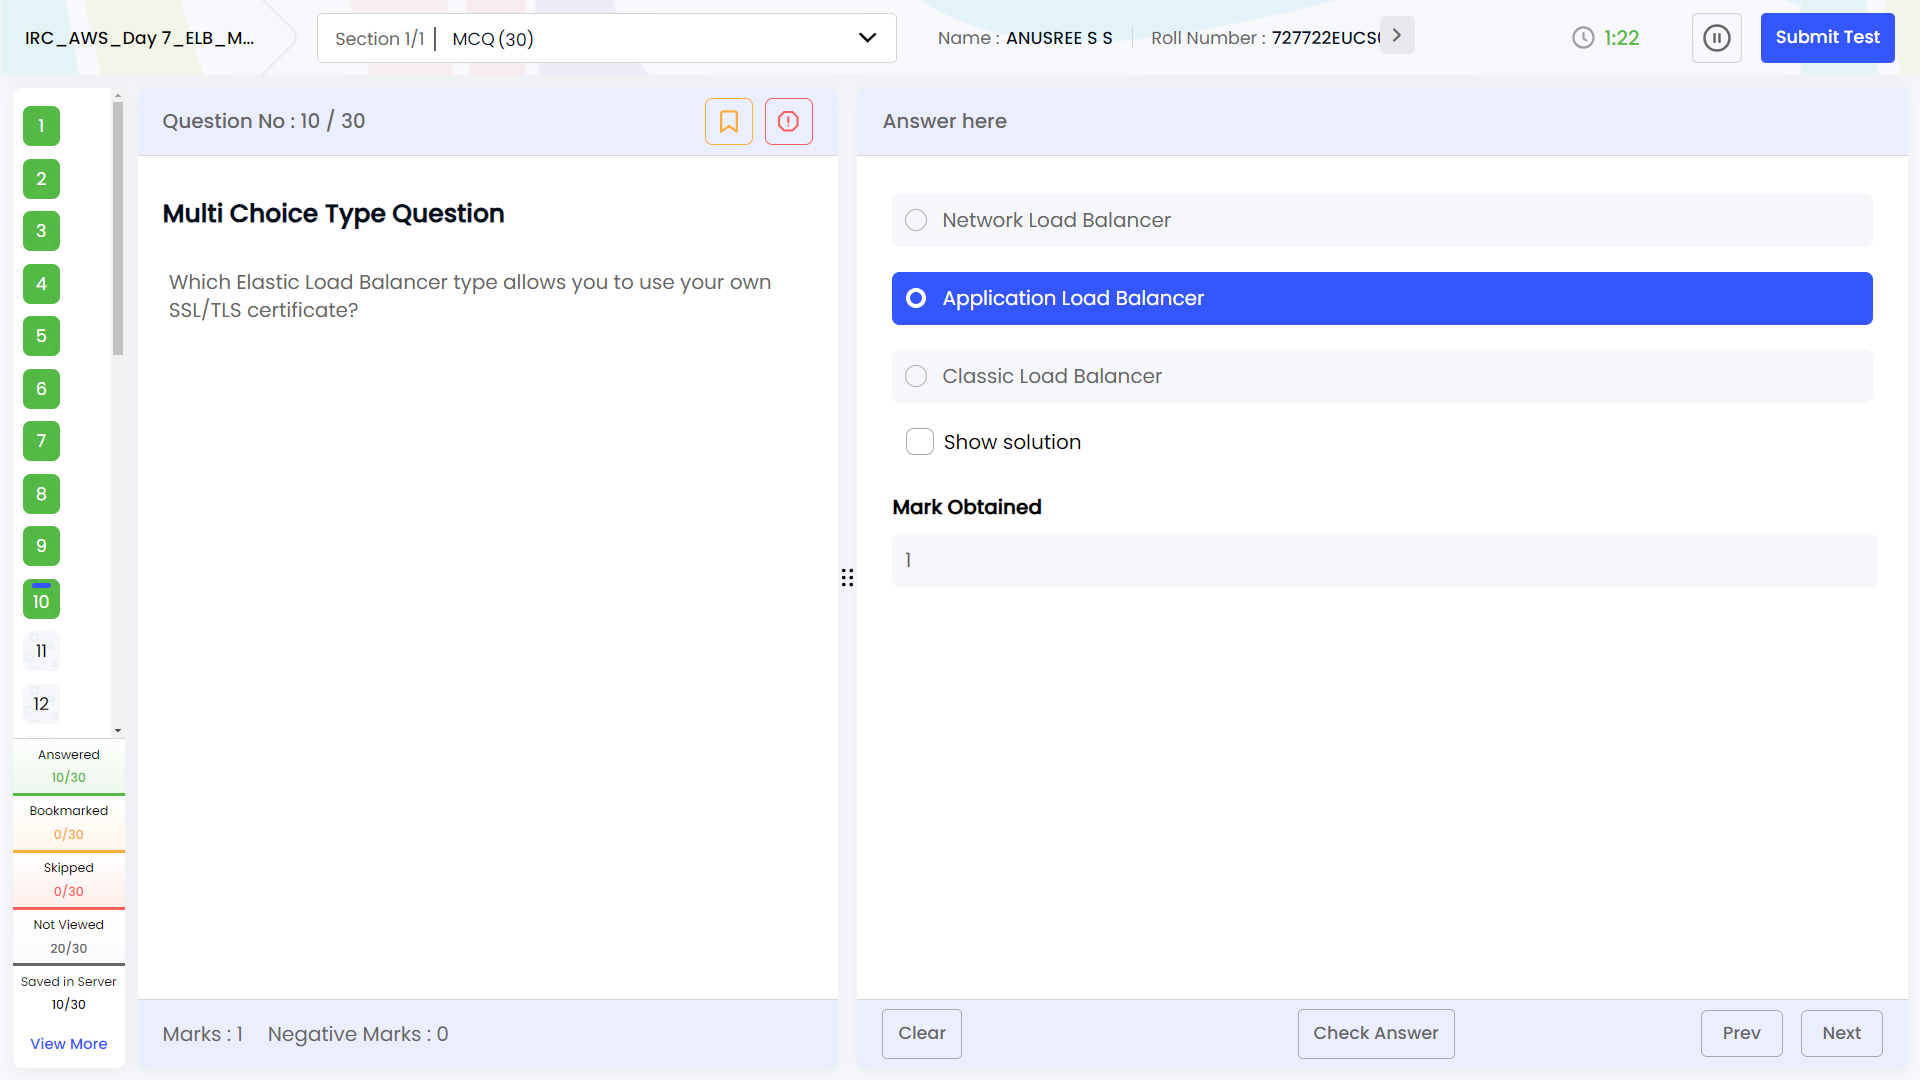 IRC_AWS_Day 7_ELB_M...
Section 1/1 | MCQ (30)
Name : ANUSREE S S
Roll Number : 727722EUCS
1:22
Submit Test
1
2
3
4
5
6
7
8
9
10
11
12
Answered
10/30
Bookmarked
0/30
Skipped
0/30
Not Viewed
20/30
Saved in Server
10/30
View More
Question No : 10 / 30
Multi Choice Type Question
Which Elastic Load Balancer type allows you to use your own
SSL/TLS certificate?
Marks : 1 Negative Marks : 0
Answer here
Network Load Balancer
Application Load Balancer
Classic Load Balancer
Show solution
Mark Obtained
1
Clear
Check Answer
Prev
Next